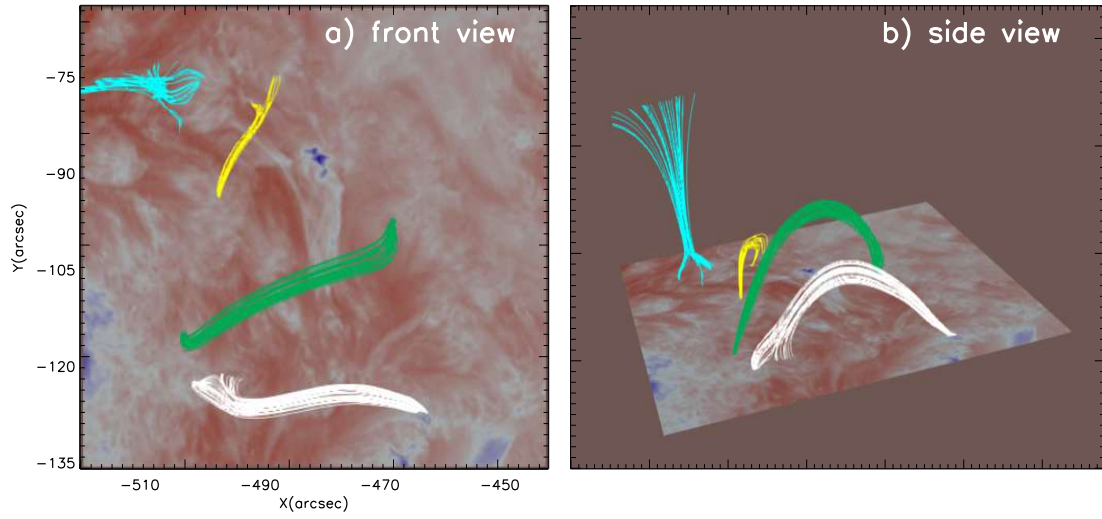 a) front view
b) side view
-75
-90
-105
-120
-135
Y(arcsec)
-510
-490
-470
-450
X(arcsec)